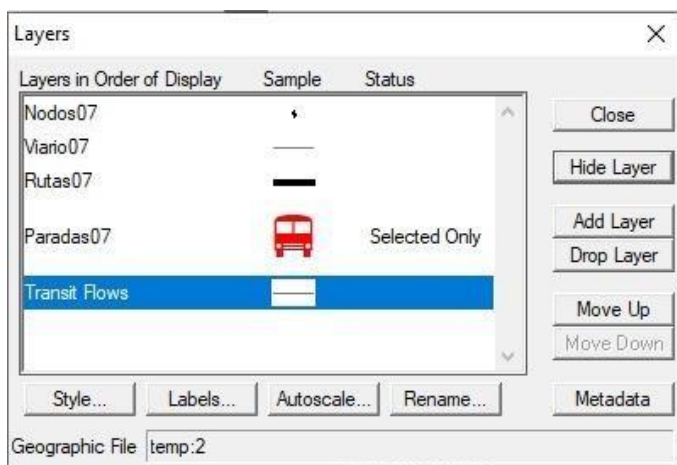 Layers
Layers in Order of Display Sample Status
Nodos07
Viario07
Rutas07
Paradas07 Selected Only
Transit Flows
Close
Hide Layer
Add Layer
Drop Layer
Move Up
Move Down
Style... Labels... Autoscale... Rename... Metadata
Geographic File temp:2